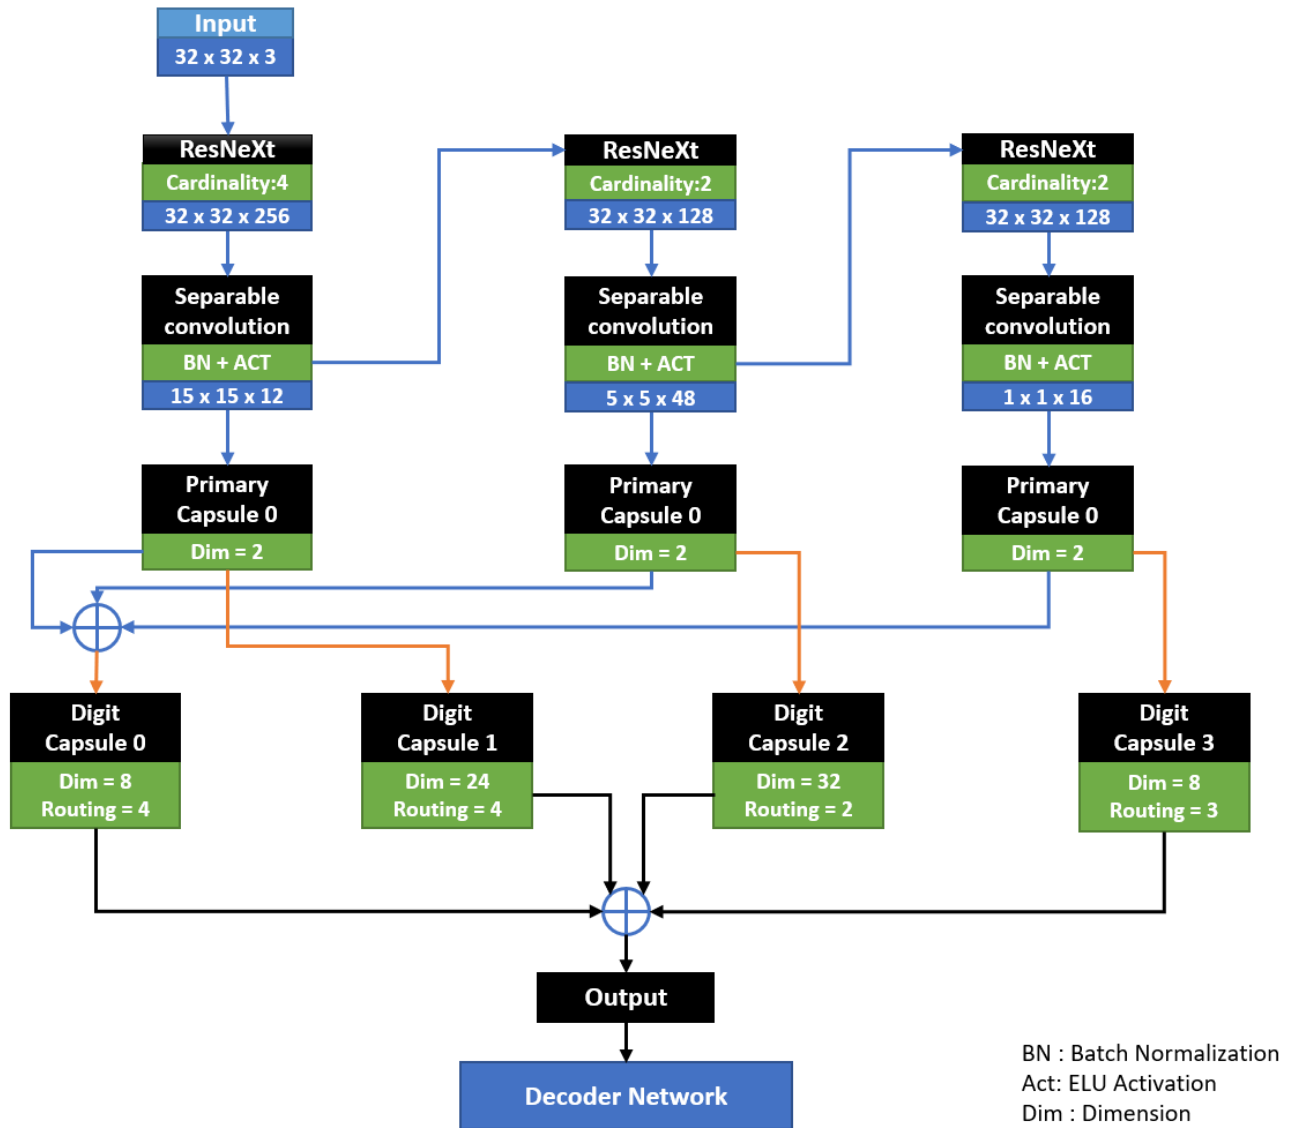 Input
32 x 32 x 3
ResNeXt
Cardinality:4
32 x 32 x 256
Separable
convolution
BN + ACT
15 x 15 x 12
Primary
Capsule 0
Dim = 2
ResNeXt
Cardinality:2
32 x 32 x 128
Separable
convolution
BN + ACT
5 x 5 x 48
Primary
Capsule 0
Dim = 2
ResNeXt
Cardinality:2
32 x 32 x 128
Separable
convolution
BN + ACT
1 x 1 x 16
Primary
Capsule 0
Dim = 2
Digit
Capsule 0
Dim = 8
Routing = 4
Digit
Capsule 1
Dim = 24
Routing = 4
Digit
Capsule 2
Dim = 32
Routing = 2
Digit
Capsule 3
Dim = 8
Routing = 3
Output
Decoder Network
BN : Batch Normalization
Act: ELU Activation
Dim : Dimension